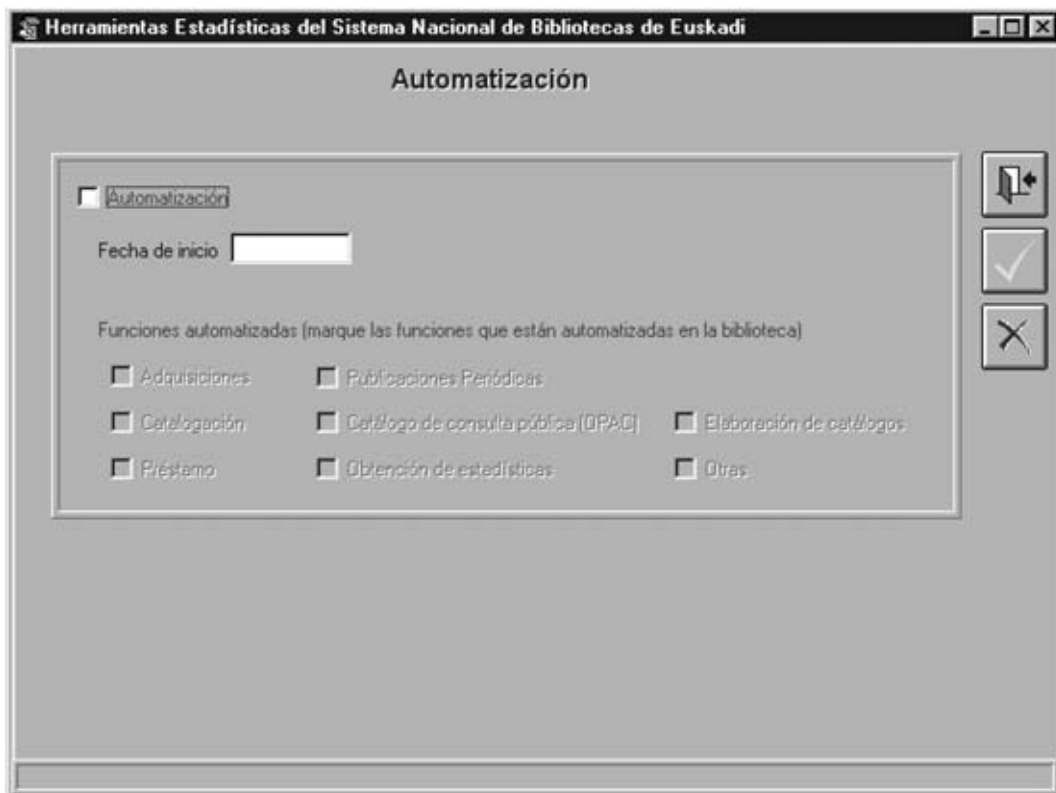 Herramientas Estadísticas del Sistema Nacional de Bibliotecas de Euskadi
Automatización
Automatización
Fecha de inicio
Funciones automatizadas (marque las funciones que están automatizadas en la biblioteca)
Adquisiciones Publicaciones Periódicas
Catalogación Catálogo de consulta pública (OPAC) Elaboración de catálogos
Préstamo Obtención de estadísticas Otras